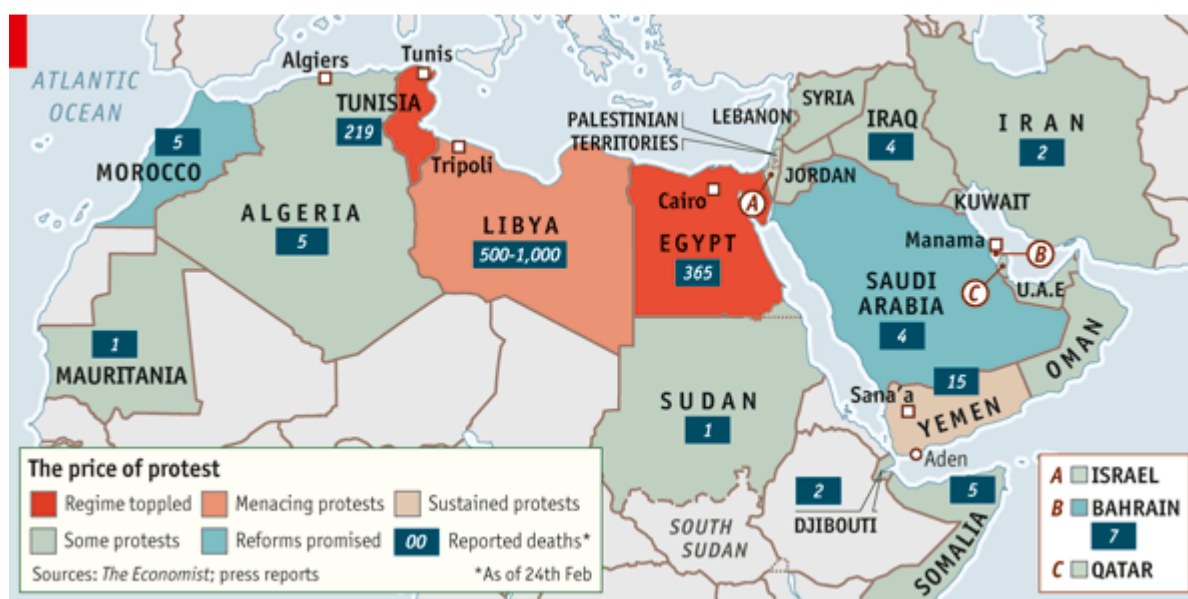 ATLANTIC
OCEAN
Algiers
Tunis
TUNISIA
219
5
MOROCCO
Tripoli
ALGERIA
5
LIBYA
500-1,000
1
MAURITANIA
PALESTINIAN
TERRITORIES
LEBANON
SYRIA
IRAQ
4
IRAN
2
JORDAN
Cairo
A
EGYPT
365
KUWAIT
Manama
B
C
U.A.E
SAUDI
ARABIA
4
OMAN
15
Sana'a
YEMEN
Aden
SUDAN
1
2
DJIBOUTI
5
SOMALIA
SOUTH
SUDAN
The price of protest
Regime toppled Menacing protests Sustained protests
Some protests Reforms promised 00 Reported deaths*
Sources: The Economist; press reports *As of 24th Feb
A ISRAEL
B BAHRAIN
7
C QATAR